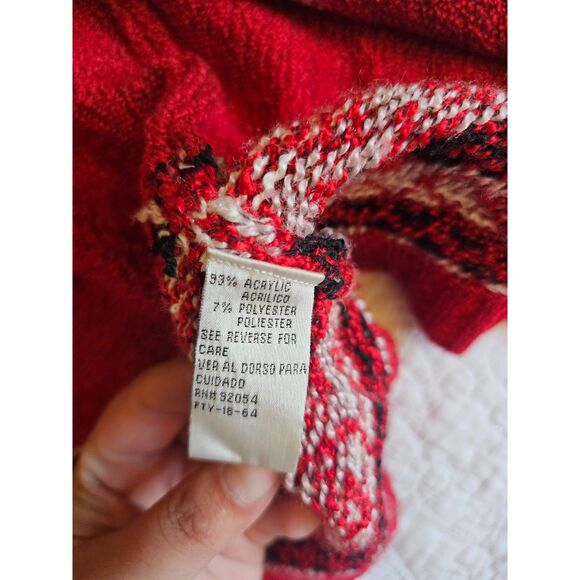 93% ACRYLIC
ACRILICO
7% POLYESTER
POLIESTER
SEE REVERSE FOR
CARE
VER AL DORSO PARA
CUIDADO
RN# 92054
FTY-18-64